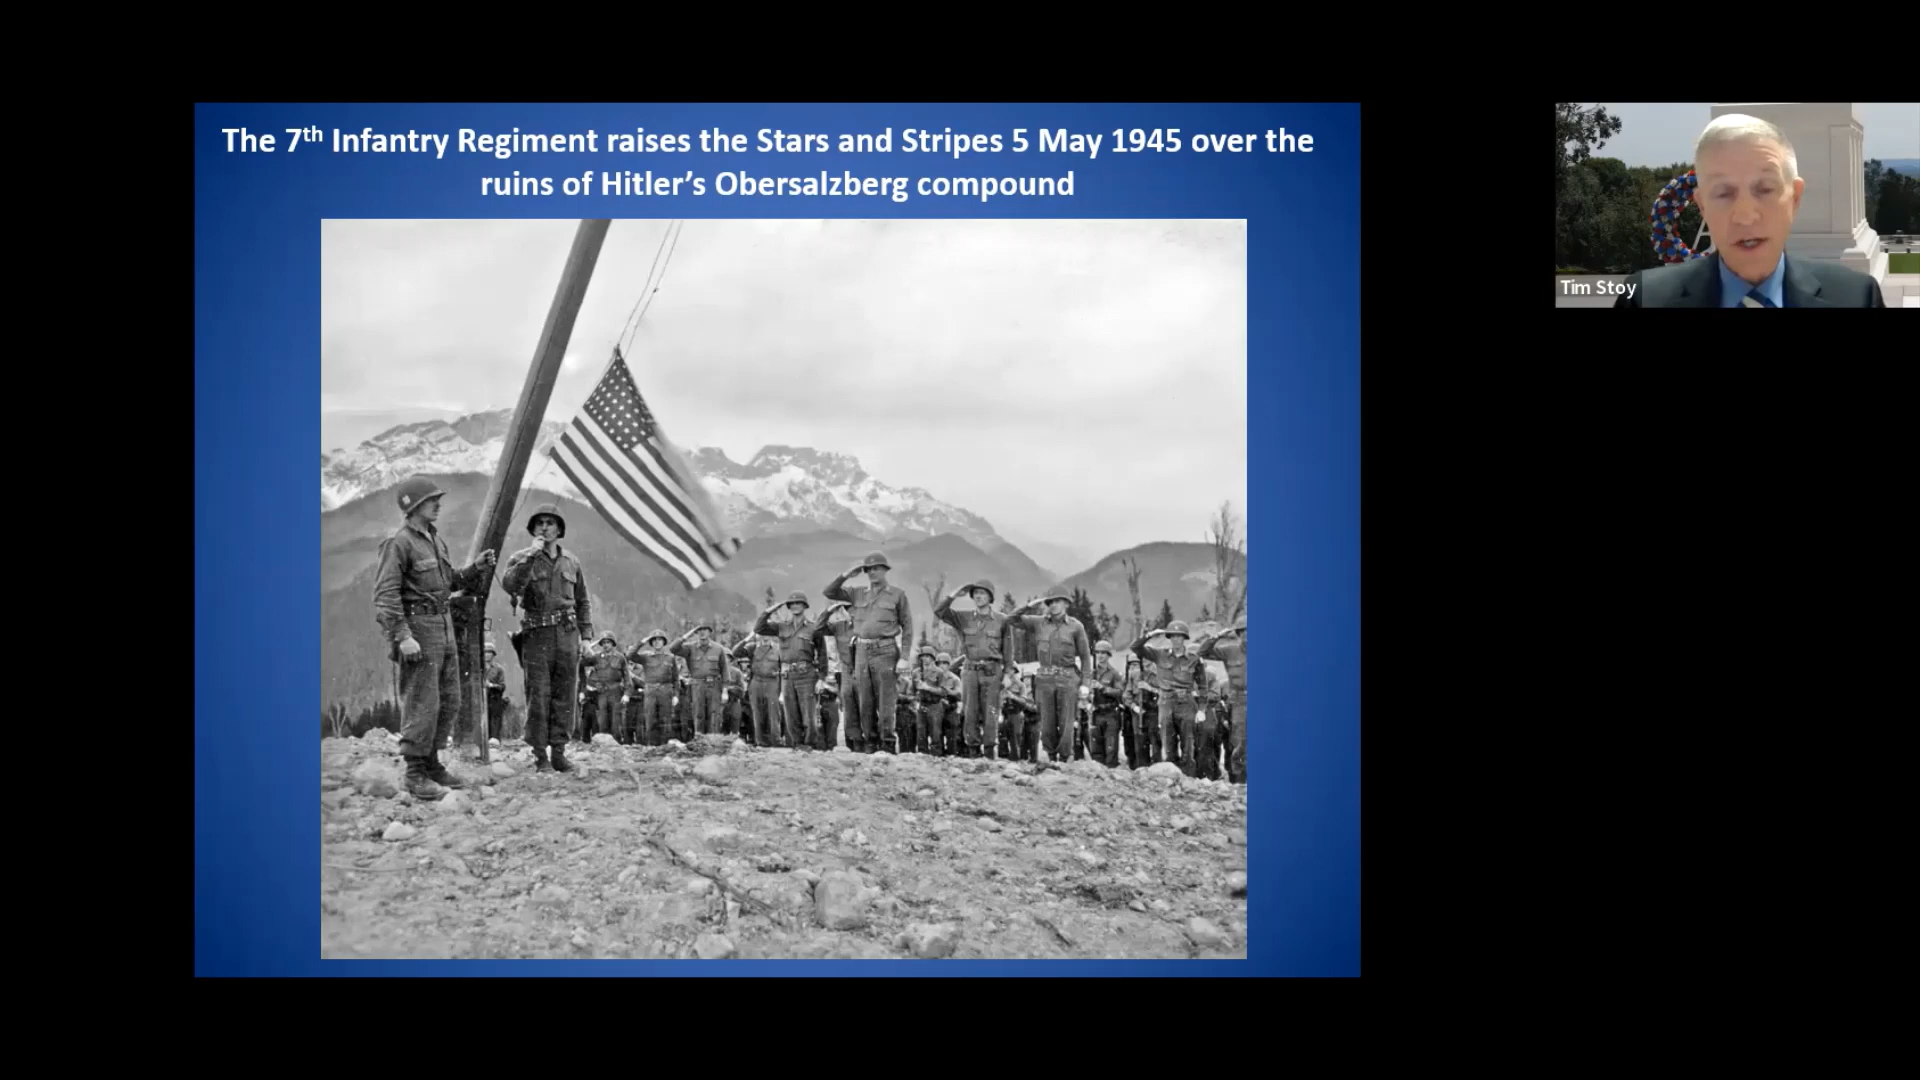 The 7th Infantry Regiment raises the Stars and Stripes 5 May 1945 over the
ruins of Hitler's Obersalzberg compound
Tim Stoy